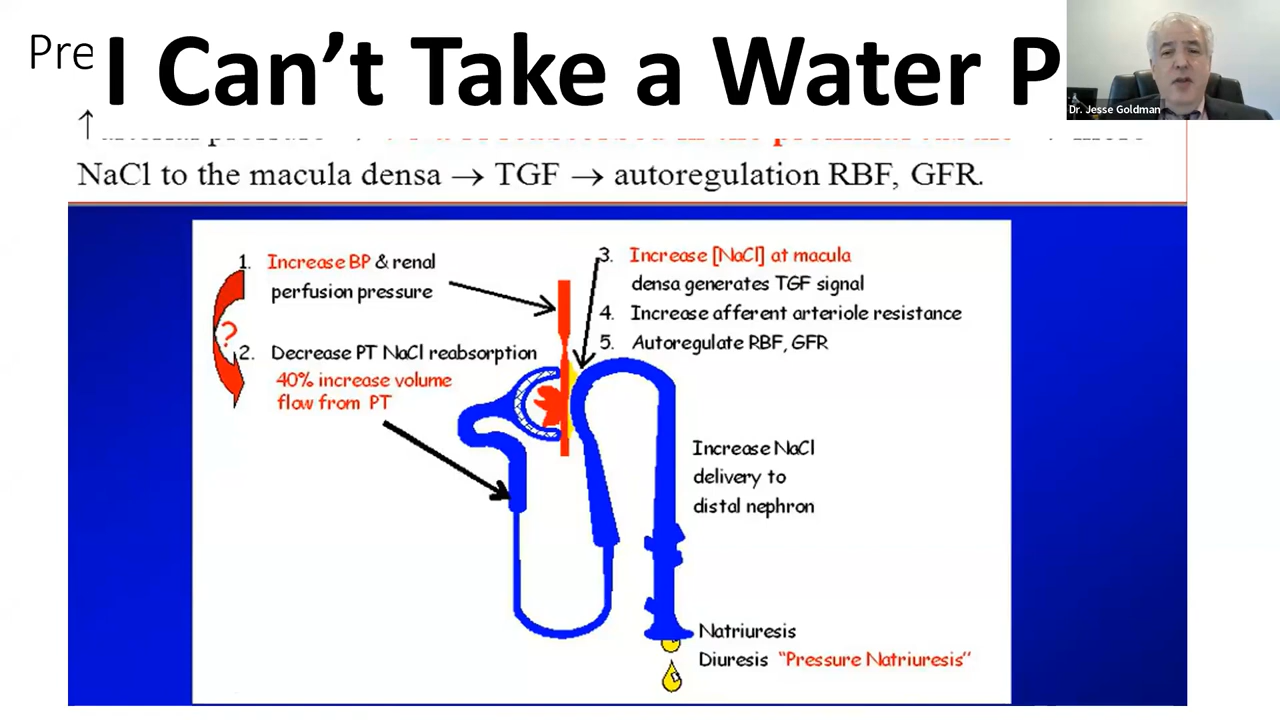 Pre
I Can't Take a Water P
Dr. Jesse Goldman
↑
NaCl to the macula densa → TGF → autoregulation RBF, GFR.
1. Increase BP & renal
perfusion pressure
?
2. Decrease PT NaCl reabsorption
40% increase volume
flow from PT
3. Increase [NaCl] at macula
densa generates TGF signal
4. Increase afferent arteriole resistance
5. Autoregulate RBF, GFR
Increase NaCl
delivery to
distal nephron
Natriuresis
Diuresis "Pressure Natriuresis"